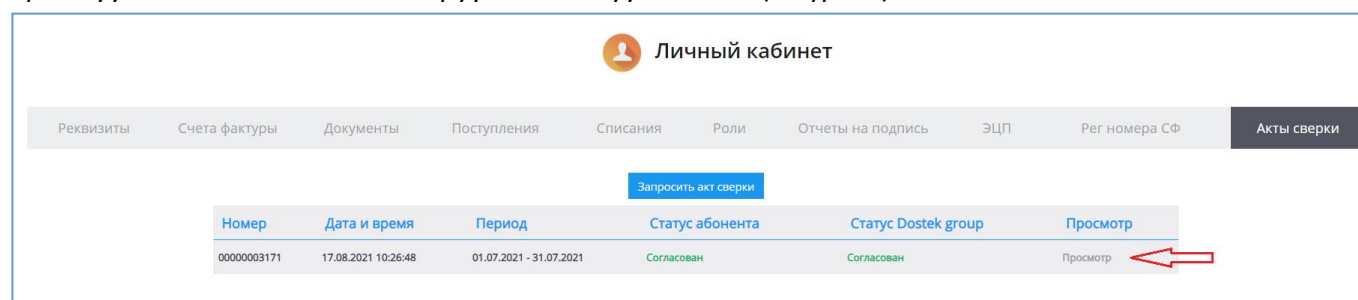 Личный кабинет
Реквизиты Счета фактуры Документы Поступления Списания Роли Отчеты на подпись ЭЦП Рег номера СФ Акты сверки
Запросить акт сверки
Номер Дата и время Период Статус абонента Статус Dostek group Просмотр
00000003171 17.08.2021 10:26:48 01.07.2021 - 31.07.2021 Согласован Согласован Просмотр